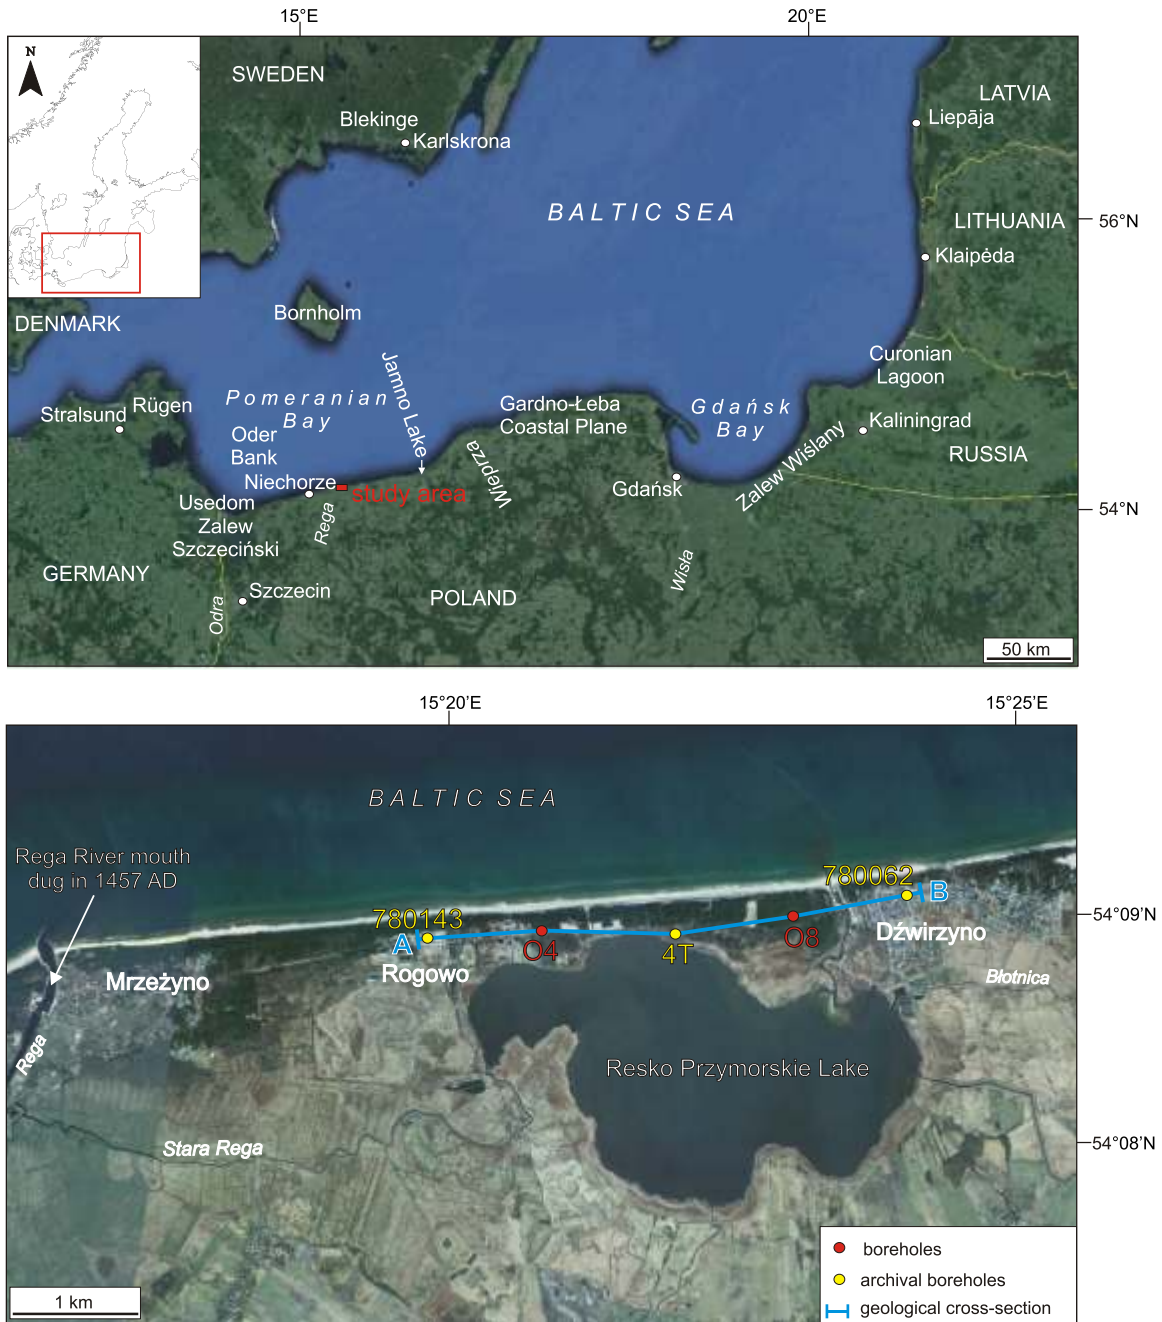 15°E
20°E
N
SWEDEN
LATVIA
Liepāja
Blekinge
Karlskrona
BALTIC SEA
LITHUANIA
56°N
Klaipėda
Bornholm
DENMARK
Jamno Lake
Curonian
Lagoon
Pomeranian
Bay
Stralsund
Rügen
Gardno-Łeba
Coastal Plane
Gdańsk
Bay
Kaliningrad
Oder
Bank
Wieprza
Zalew Wiślany
RUSSIA
Niechorze
study area
Gdańsk
Usedom
Zalew
Szczeciński
Rega
54°N
GERMANY
Szczecin
Odra
POLAND
Wisła
50 km
15°20'E
15°25'E
BALTIC SEA
Rega River mouth
dug in 1457 AD
780143
780062
A
B
O4
4T
O8
Dźwirzyno
54°09'N
Rogowo
Mrzeżyno
Błotnica
Rega
Resko Przymorskie Lake
Stara Rega
54°08'N
boreholes
archival boreholes
geological cross-section
1 km